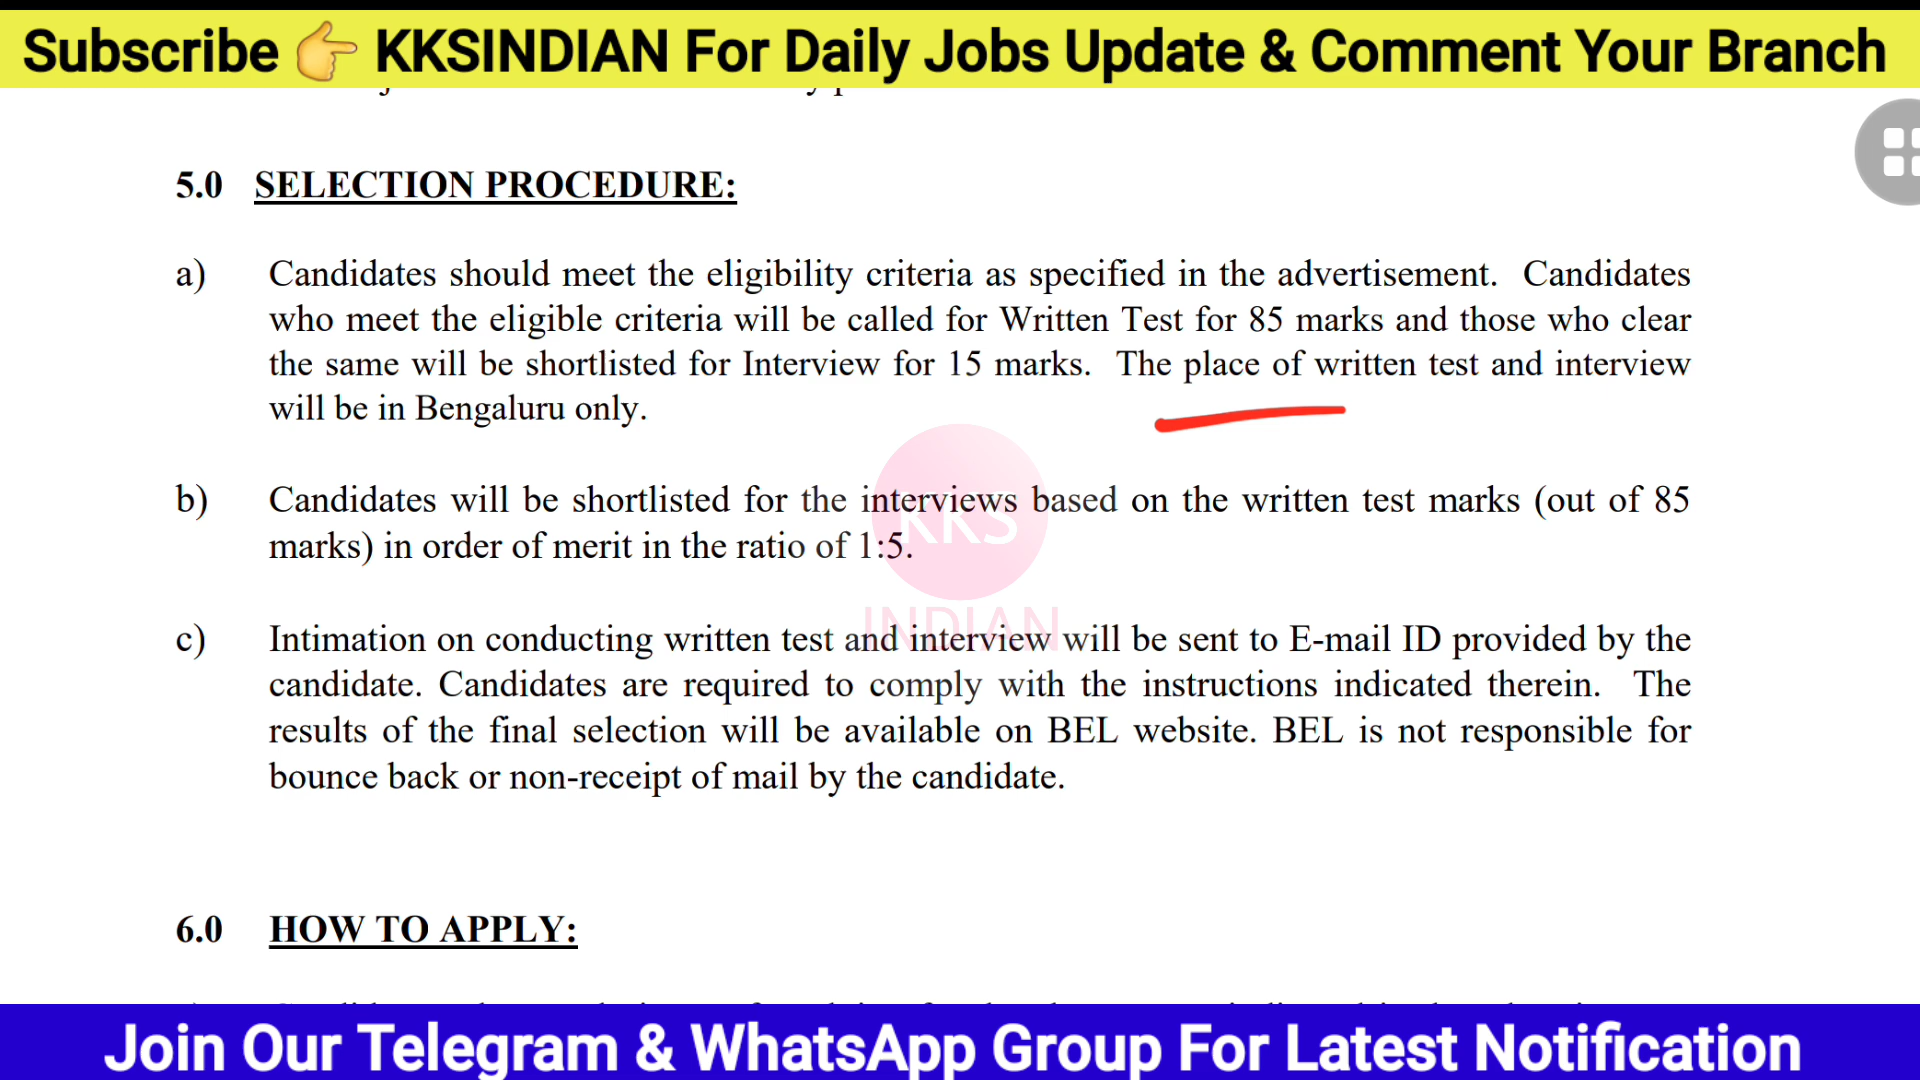 Subscribe 👉 KKSINDIAN For Daily Jobs Update & Comment Your Branch
5.0 SELECTION PROCEDURE:
a) Candidates should meet the eligibility criteria as specified in the advertisement. Candidates
who meet the eligible criteria will be called for Written Test for 85 marks and those who clear
the same will be shortlisted for Interview for 15 marks. The place of written test and interview
will be in Bengaluru only.
b) Candidates will be shortlisted for the interviews based on the written test marks (out of 85
marks) in order of merit in the ratio of 1:5.
KKS
INDIAN
c) Intimation on conducting written test and interview will be sent to E-mail ID provided by the
candidate. Candidates are required to comply with the instructions indicated therein. The
results of the final selection will be available on BEL website. BEL is not responsible for
bounce back or non-receipt of mail by the candidate.
6.0 HOW TO APPLY:
Join Our Telegram & WhatsApp Group For Latest Notification